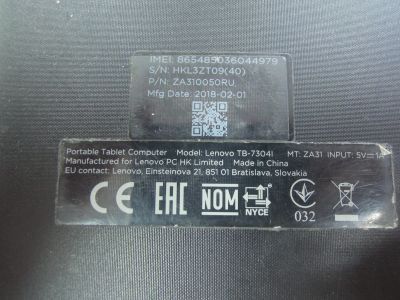 IMEI: 865485036044979
S/N: HKL3ZT09(40)
P/N: ZA310050RU
Mfg Date: 2018-02-01
Portable Tablet Computer Model: Lenovo TB-7304I MT: ZA31 INPUT: 5V⎓1A
Manufactured for Lenovo PC HK Limited Made in China
EU contact: Lenovo, Einsteinova 21, 851 01 Bratislava, Slovakia
CE EAC NOM NYCE 032